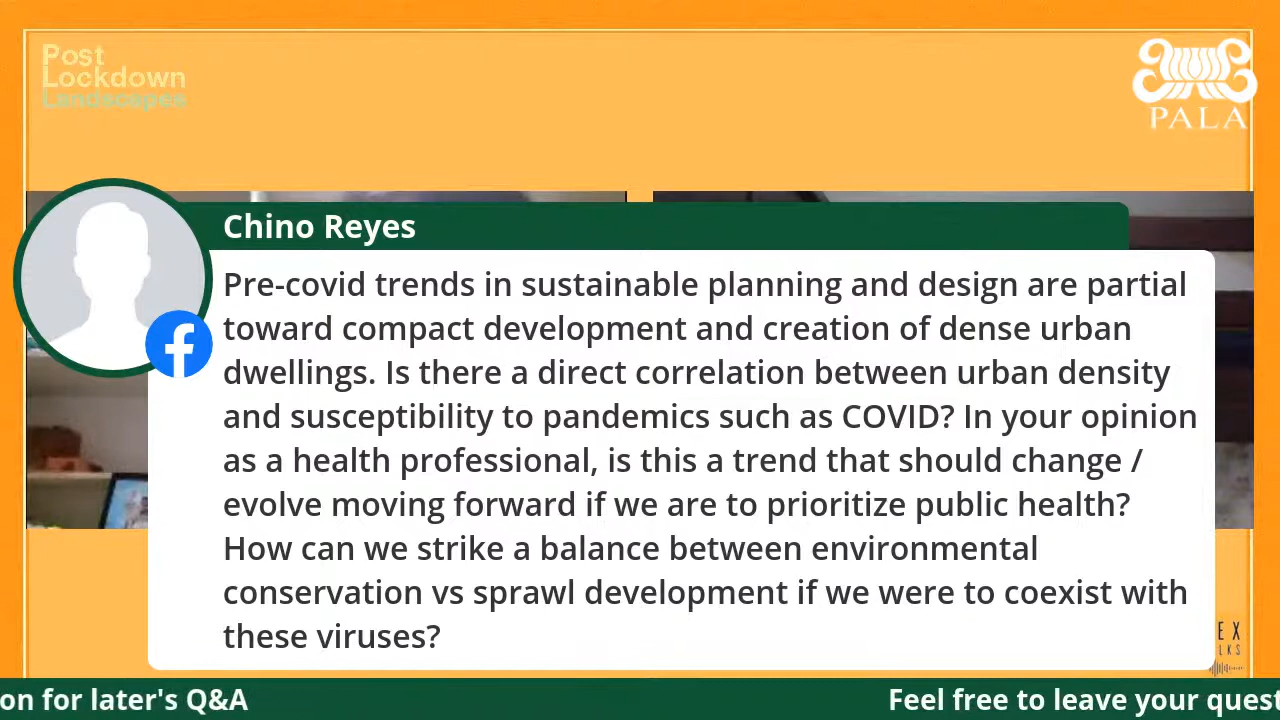 Post
Lockdown
Landscapes
PALA
Chino Reyes
Pre-covid trends in sustainable planning and design are partial
toward compact development and creation of dense urban
dwellings. Is there a direct correlation between urban density
and susceptibility to pandemics such as COVID? In your opinion
as a health professional, is this a trend that should change /
evolve moving forward if we are to prioritize public health?
How can we strike a balance between environmental
conservation vs sprawl development if we were to coexist with
these viruses?
EX
LKS
on for later's Q&A
Feel free to leave your quest